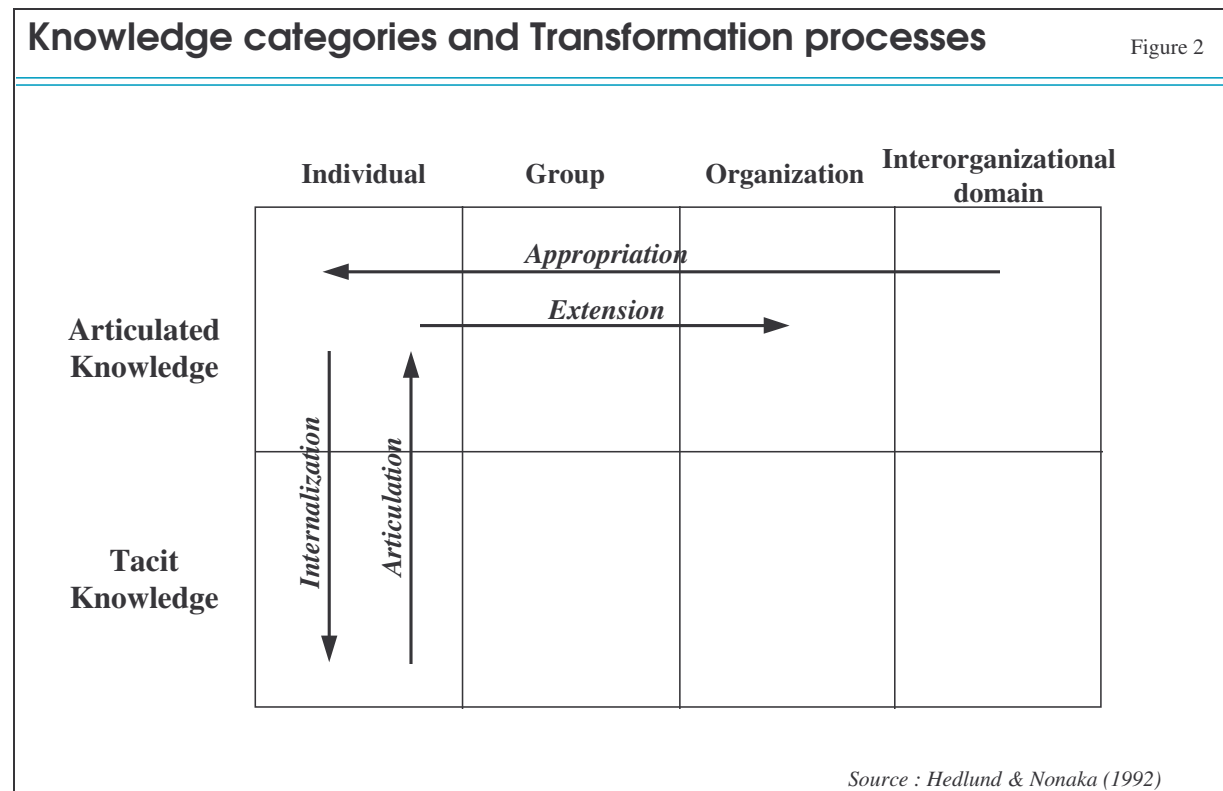 Knowledge categories and Transformation processes
Figure 2
Individual
Group
Organization
Interorganizational
domain
Appropriation
Extension
Articulated
Knowledge
Internalization
Articulation
Tacit
Knowledge
Source : Hedlund & Nonaka (1992)